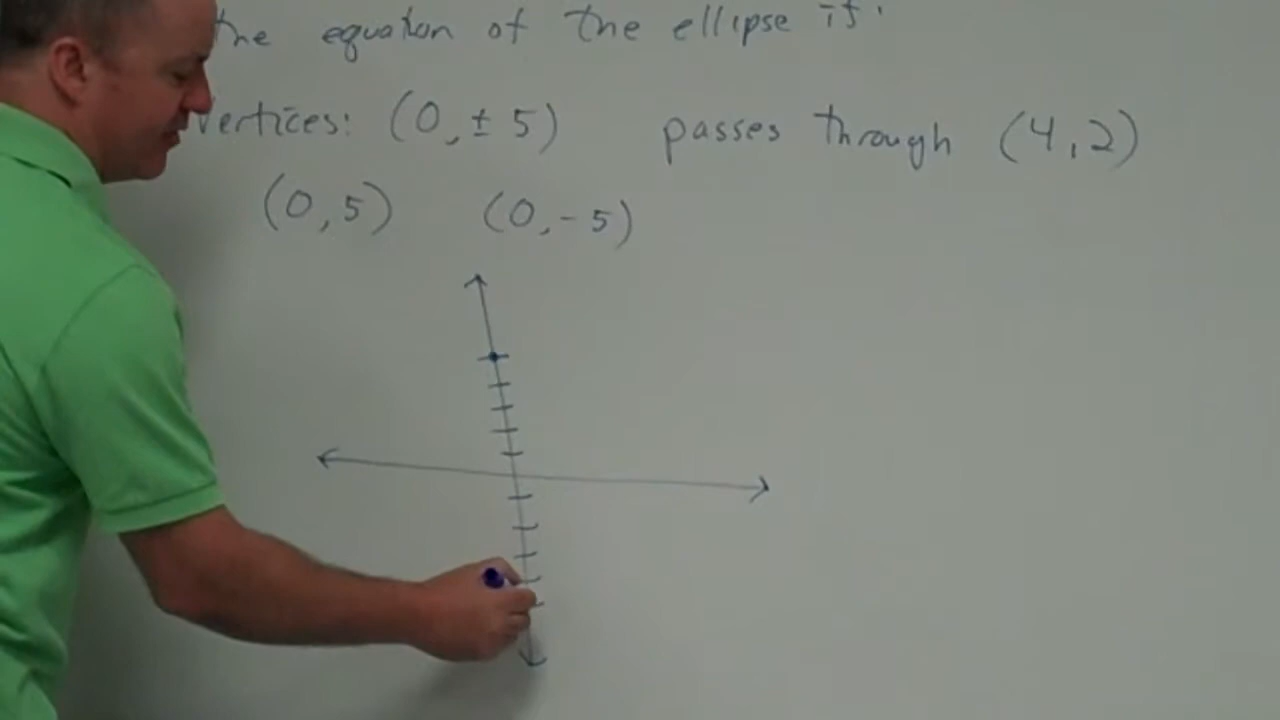 the equation of the ellipse if:
Vertices: (0, ± 5) passes through (4,2)
(0,5) (0,-5)